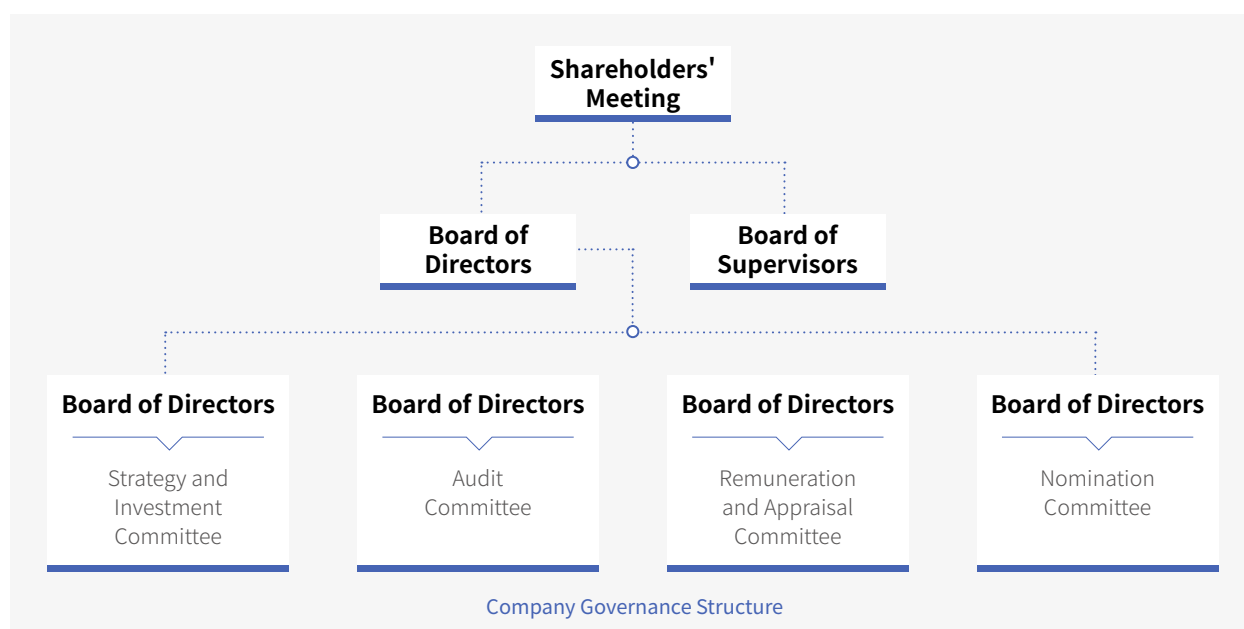 Shareholders'
Meeting
Board of
Directors
Board of
Supervisors
Board of Directors
Strategy and
Investment
Committee
Board of Directors
Audit
Committee
Board of Directors
Remuneration
and Appraisal
Committee
Board of Directors
Nomination
Committee
Company Governance Structure